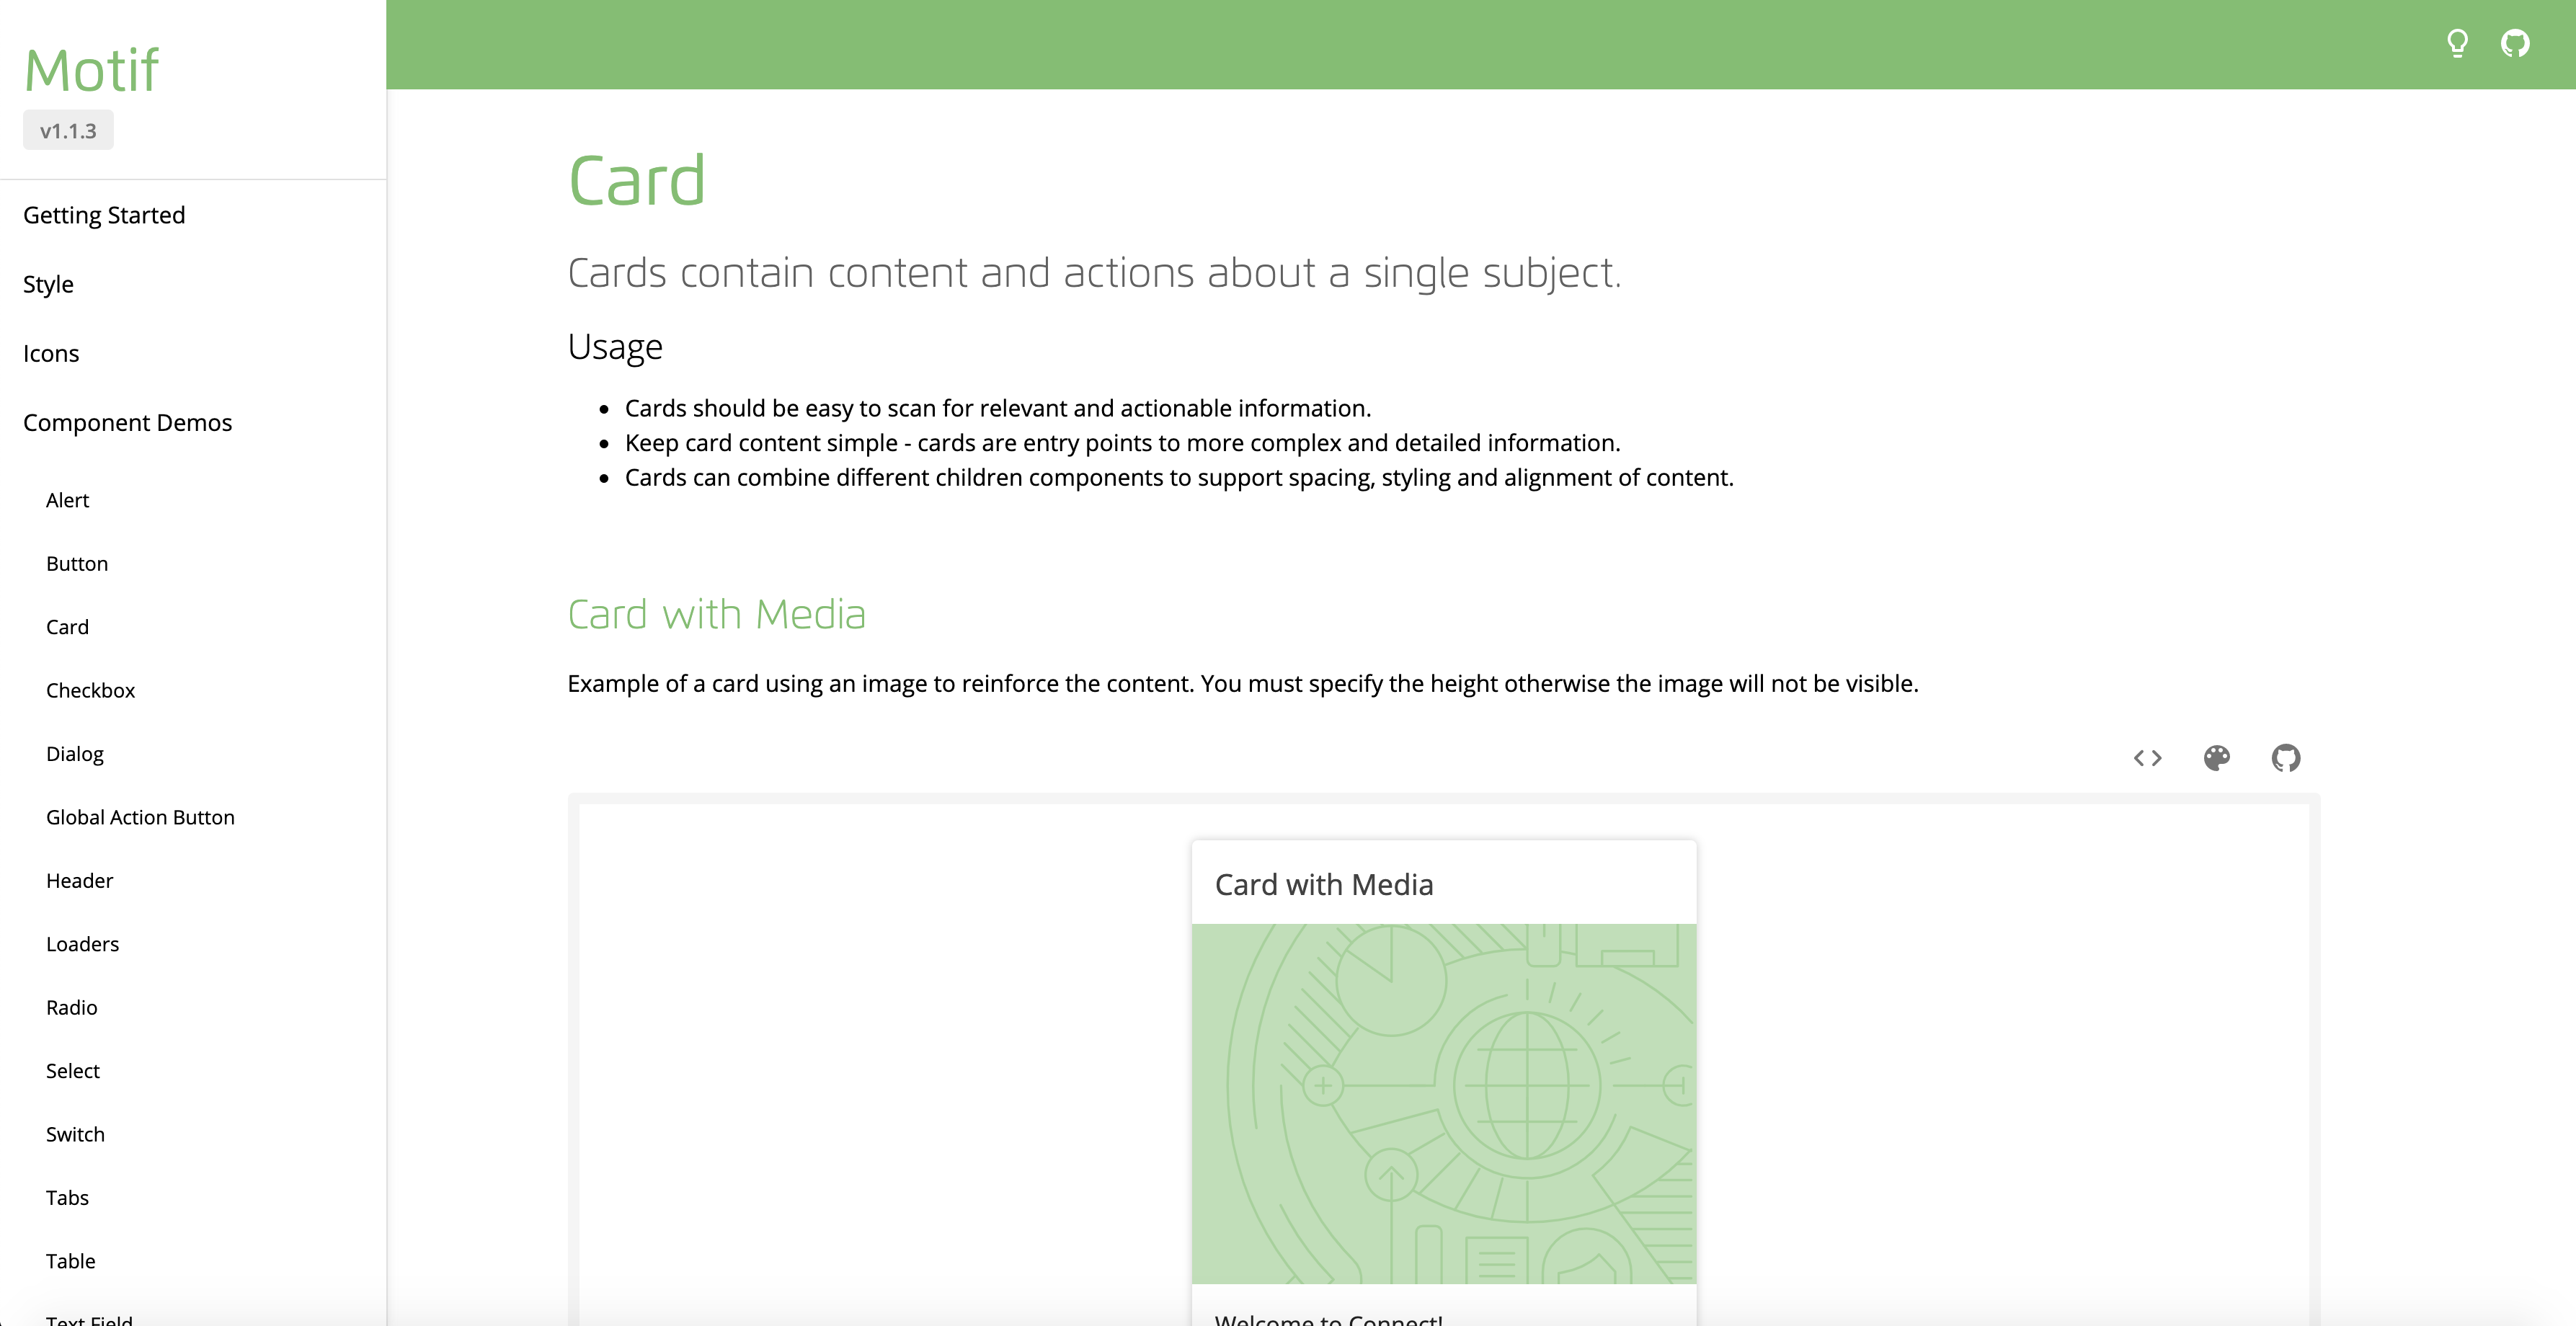 Motif
v1.1.3
Getting Started
Style
Icons
Component Demos
Alert
Button
Card
Checkbox
Dialog
Global Action Button
Header
Loaders
Radio
Select
Switch
Tabs
Table
Text Field
Card
Cards contain content and actions about a single subject.
Usage
Cards should be easy to scan for relevant and actionable information.
Keep card content simple - cards are entry points to more complex and detailed information.
Cards can combine different children components to support spacing, styling and alignment of content.
Card with Media
Example of a card using an image to reinforce the content. You must specify the height otherwise the image will not be visible.
Card with Media
Welcome to Connect!